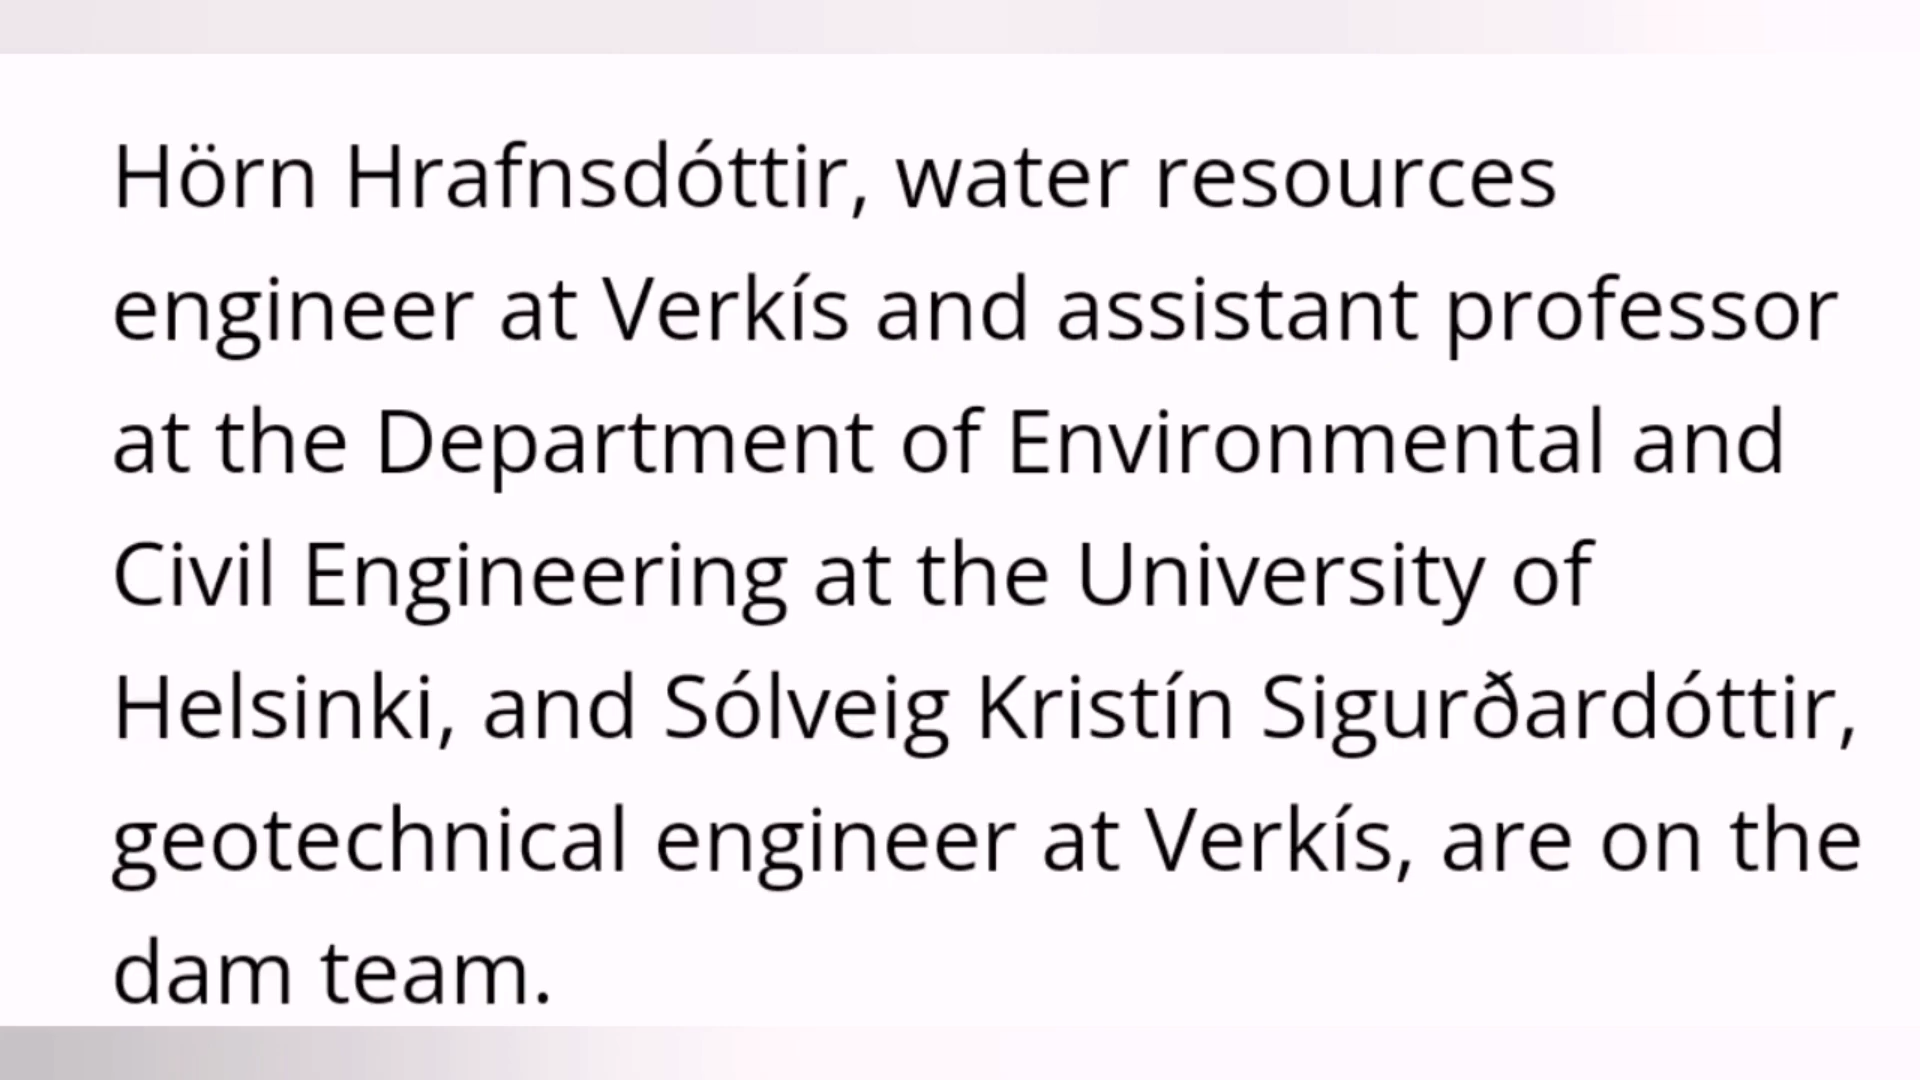 Hörn Hrafnsdóttir, water resources
engineer at Verkís and assistant professor
at the Department of Environmental and
Civil Engineering at the University of
Helsinki, and Sólveig Kristín Sigurðardóttir,
geotechnical engineer at Verkís, are on the
dam team.